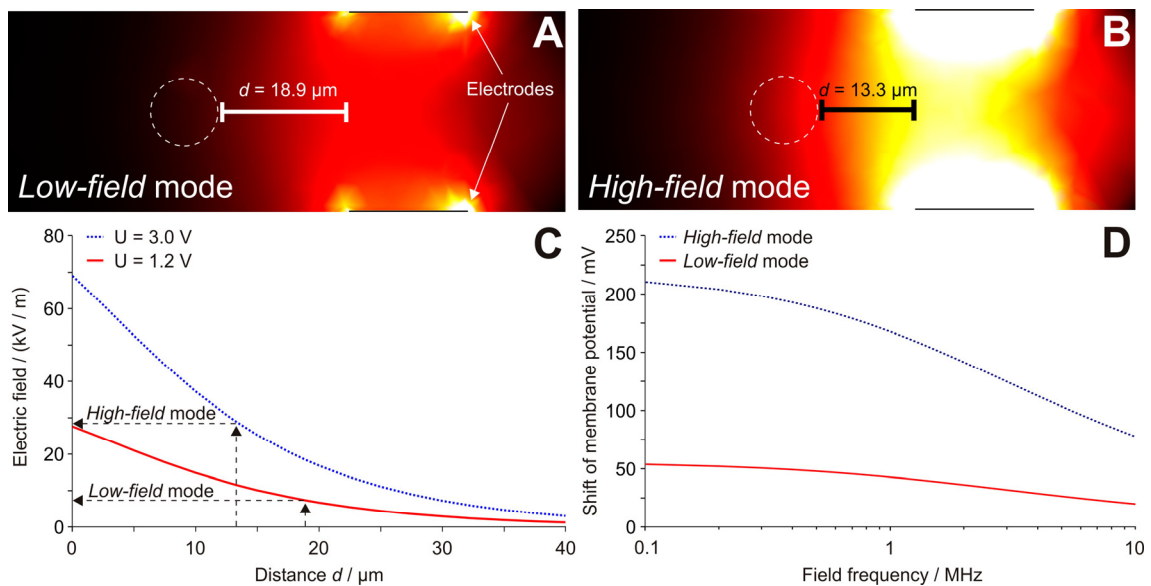 A
d = 18.9 µm
Electrodes
Low-field mode
B
d = 13.3 µm
High-field mode
C
U = 3.0 V
U = 1.2 V
Electric field / (kV / m)
80
60
40
20
0
High-field mode
Low-field mode
0 10 20 30 40
Distance d / µm
D
High-field mode
Low-field mode
Shift of membrane potential / mV
250
200
150
100
50
0
0.1 1 10
Field frequency / MHz